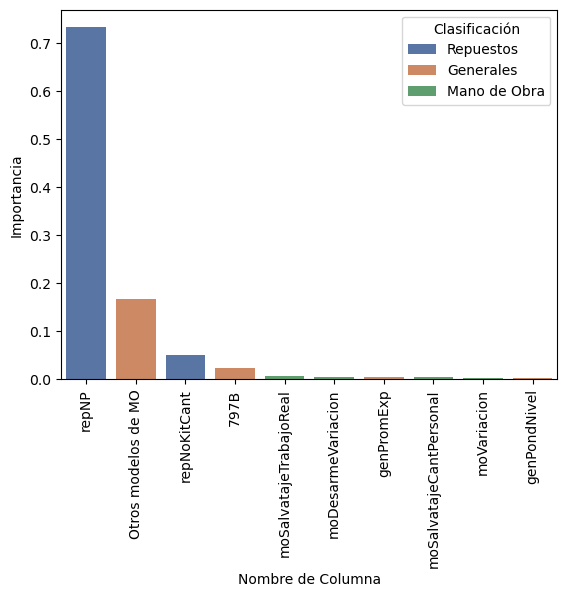 Clasificación
Repuestos
Generales
Mano de Obra
Importancia
0.7
0.6
0.5
0.4
0.3
0.2
0.1
0.0
repNP
Otros modelos de MO
repNoKitCant
797B
moSalvatajeTrabajoReal
moDesarmeVariacion
genPromExp
moSalvatajeCantPersonal
moVariacion
genPondNivel
Nombre de Columna